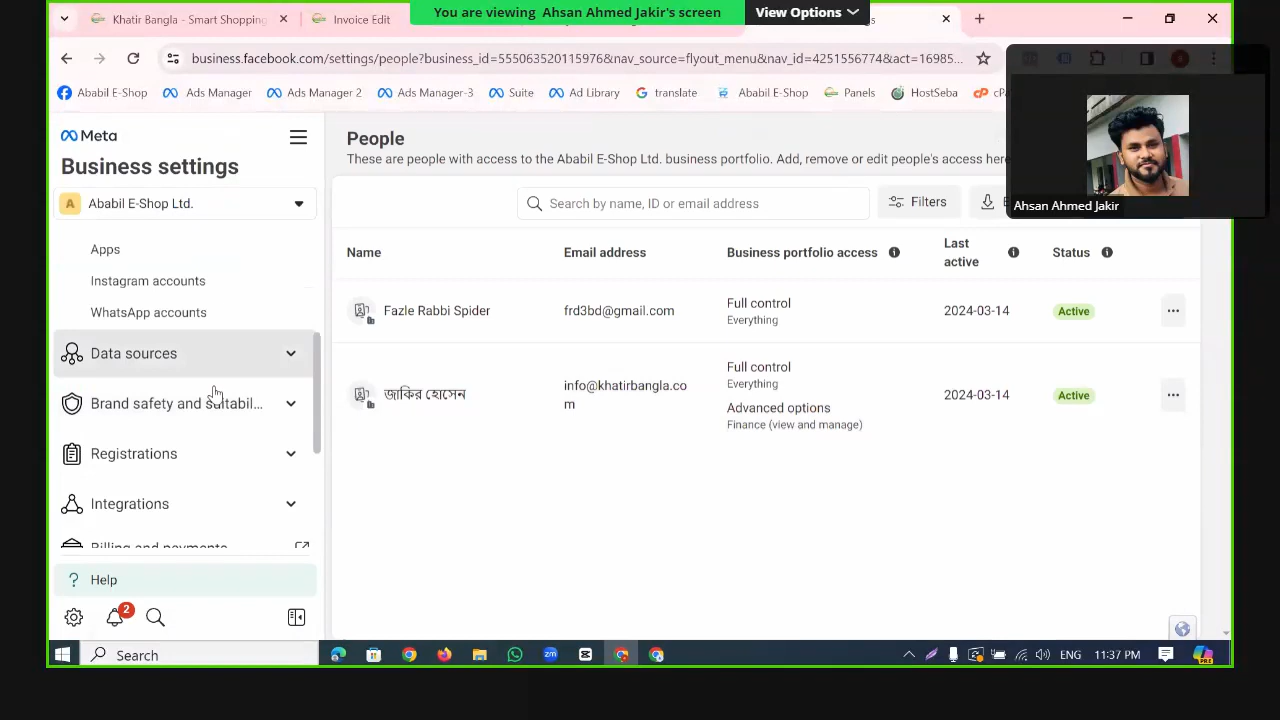 You are viewing Ahsan Ahmed Jakir's screen
View Options
Khatir Bangla - Smart Shopping
Invoice Edit
business.facebook.com/settings/people?business_id=555063520115976&nav_source=flyout_menu&nav_id=4251556774&act=16985...
Ababil E-Shop
Ads Manager
Ads Manager 2
Ads Manager-3
Suite
Ad Library
translate
Ababil E-Shop
Panels
HostSeba
Ahsan Ahmed Jakir
Meta
Business settings
A
Ababil E-Shop Ltd.
Apps
Instagram accounts
WhatsApp accounts
Data sources
Brand safety and suitabil...
Registrations
Integrations
Billing and payments
Help
2
People
These are people with access to the Ababil E-Shop Ltd. business portfolio. Add, remove or edit people's access here
Search by name, ID or email address
Filters
Name
Email address
Business portfolio access
Last active
Status
Fazle Rabbi Spider
frd3bd@gmail.com
Full control
Everything
2024-03-14
Active
জাকির হোসেন
info@khatirbangla.co
m
Full control
Everything
Advanced options
Finance (view and manage)
2024-03-14
Active
Search
ENG
11:37 PM